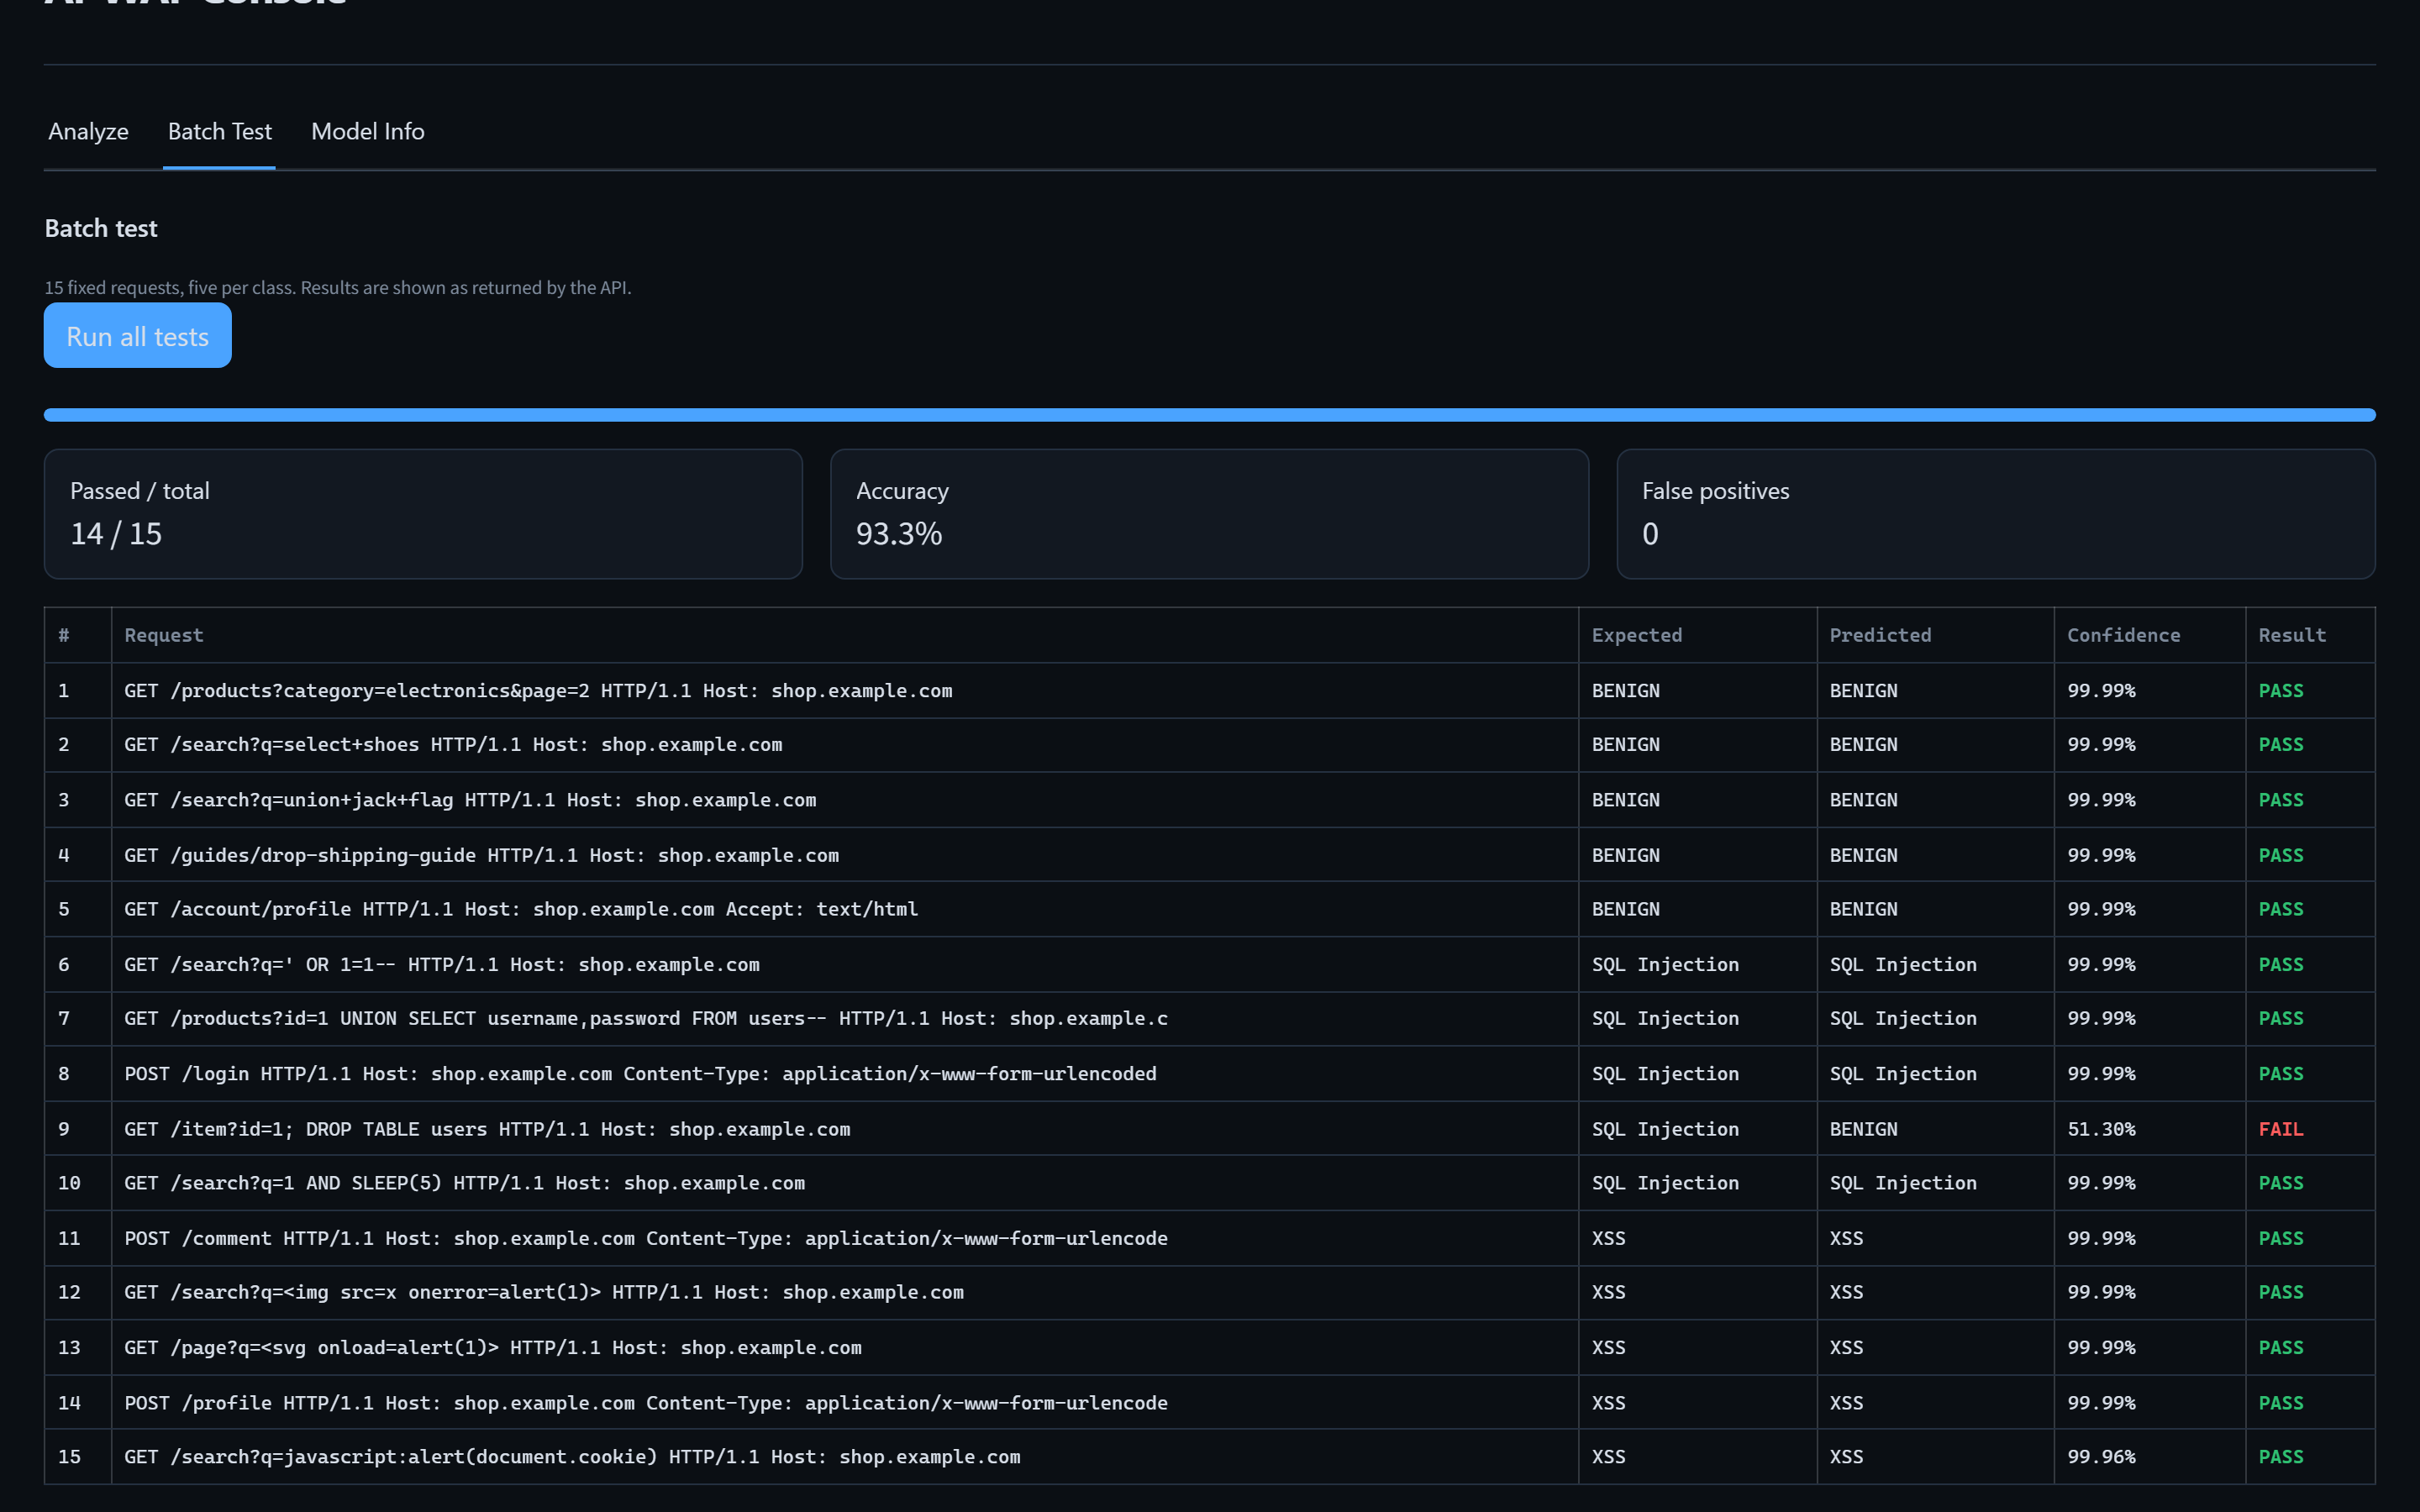 Analyze Batch Test Model Info
Batch test
15 fixed requests, five per class. Results are shown as returned by the API.
Run all tests
Passed / total Accuracy False positives
14 / 15 93.3% 0
# Request Expected Predicted Confidence Result
1 GET /products?category=electronics&page=2 HTTP/1.1 Host: shop.example.com BENIGN BENIGN 99.99% PASS
2 GET /search?q=select+shoes HTTP/1.1 Host: shop.example.com BENIGN BENIGN 99.99% PASS
3 GET /search?q=union+jack+flag HTTP/1.1 Host: shop.example.com BENIGN BENIGN 99.99% PASS
4 GET /guides/drop-shipping-guide HTTP/1.1 Host: shop.example.com BENIGN BENIGN 99.99% PASS
5 GET /account/profile HTTP/1.1 Host: shop.example.com Accept: text/html BENIGN BENIGN 99.99% PASS
6 GET /search?q=' OR 1=1-- HTTP/1.1 Host: shop.example.com SQL Injection SQL Injection 99.99% PASS
7 GET /products?id=1 UNION SELECT username,password FROM users-- HTTP/1.1 Host: shop.example.c SQL Injection SQL Injection 99.99% PASS
8 POST /login HTTP/1.1 Host: shop.example.com Content-Type: application/x-www-form-urlencoded SQL Injection SQL Injection 99.99% PASS
9 GET /item?id=1; DROP TABLE users HTTP/1.1 Host: shop.example.com SQL Injection BENIGN 51.30% FAIL
10 GET /search?q=1 AND SLEEP(5) HTTP/1.1 Host: shop.example.com SQL Injection SQL Injection 99.99% PASS
11 POST /comment HTTP/1.1 Host: shop.example.com Content-Type: application/x-www-form-urlencode XSS XSS 99.99% PASS
12 GET /search?q=<img src=x onerror=alert(1)> HTTP/1.1 Host: shop.example.com XSS XSS 99.99% PASS
13 GET /page?q=<svg onload=alert(1)> HTTP/1.1 Host: shop.example.com XSS XSS 99.99% PASS
14 POST /profile HTTP/1.1 Host: shop.example.com Content-Type: application/x-www-form-urlencode XSS XSS 99.99% PASS
15 GET /search?q=javascript:alert(document.cookie) HTTP/1.1 Host: shop.example.com XSS XSS 99.96% PASS